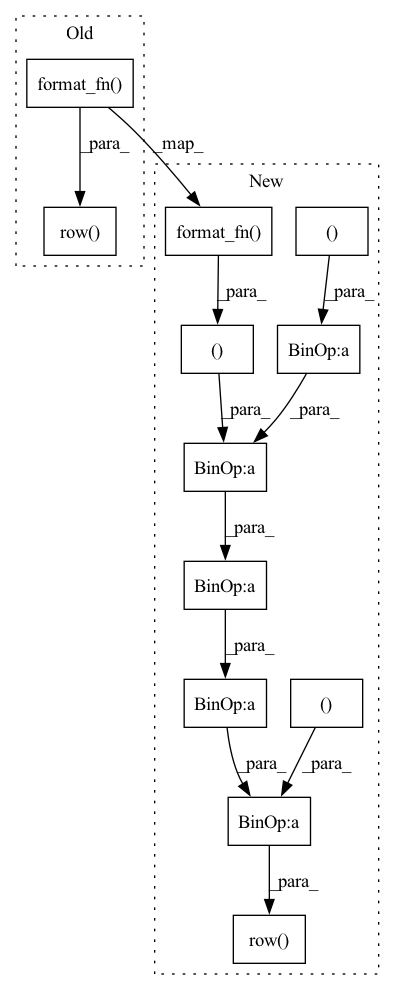 Old
format_fn()
_para_
_map_
New
row()
format_fn()
()
_para_
_para_
()
BinOp:a
_para_
_para_
BinOp:a
_para_
BinOp:a
_para_
BinOp:a
()
_para_
_para_
BinOp:a
_para_
row()